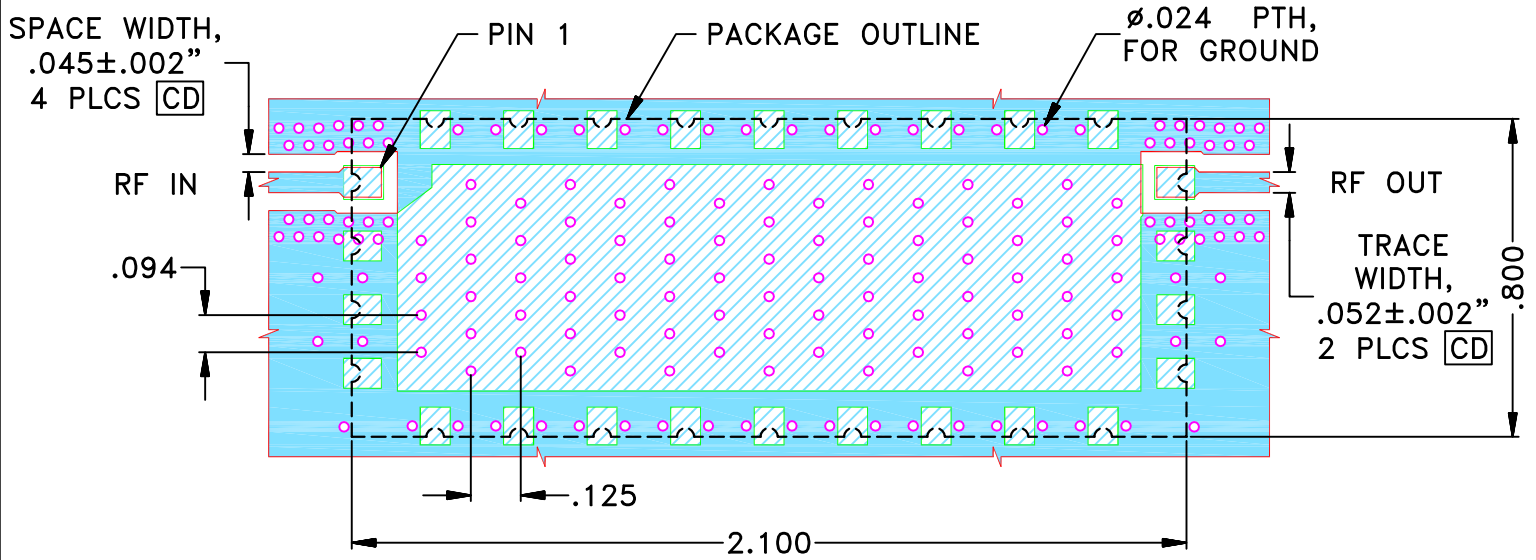 SPACE WIDTH,
.045±.002”
4 PLCS CD
PIN 1
PACKAGE OUTLINE
ø.024 PTH,
FOR GROUND
RF IN
RF OUT
.094
TRACE
WIDTH,
.052±.002”
2 PLCS CD
.800
.125
2.100